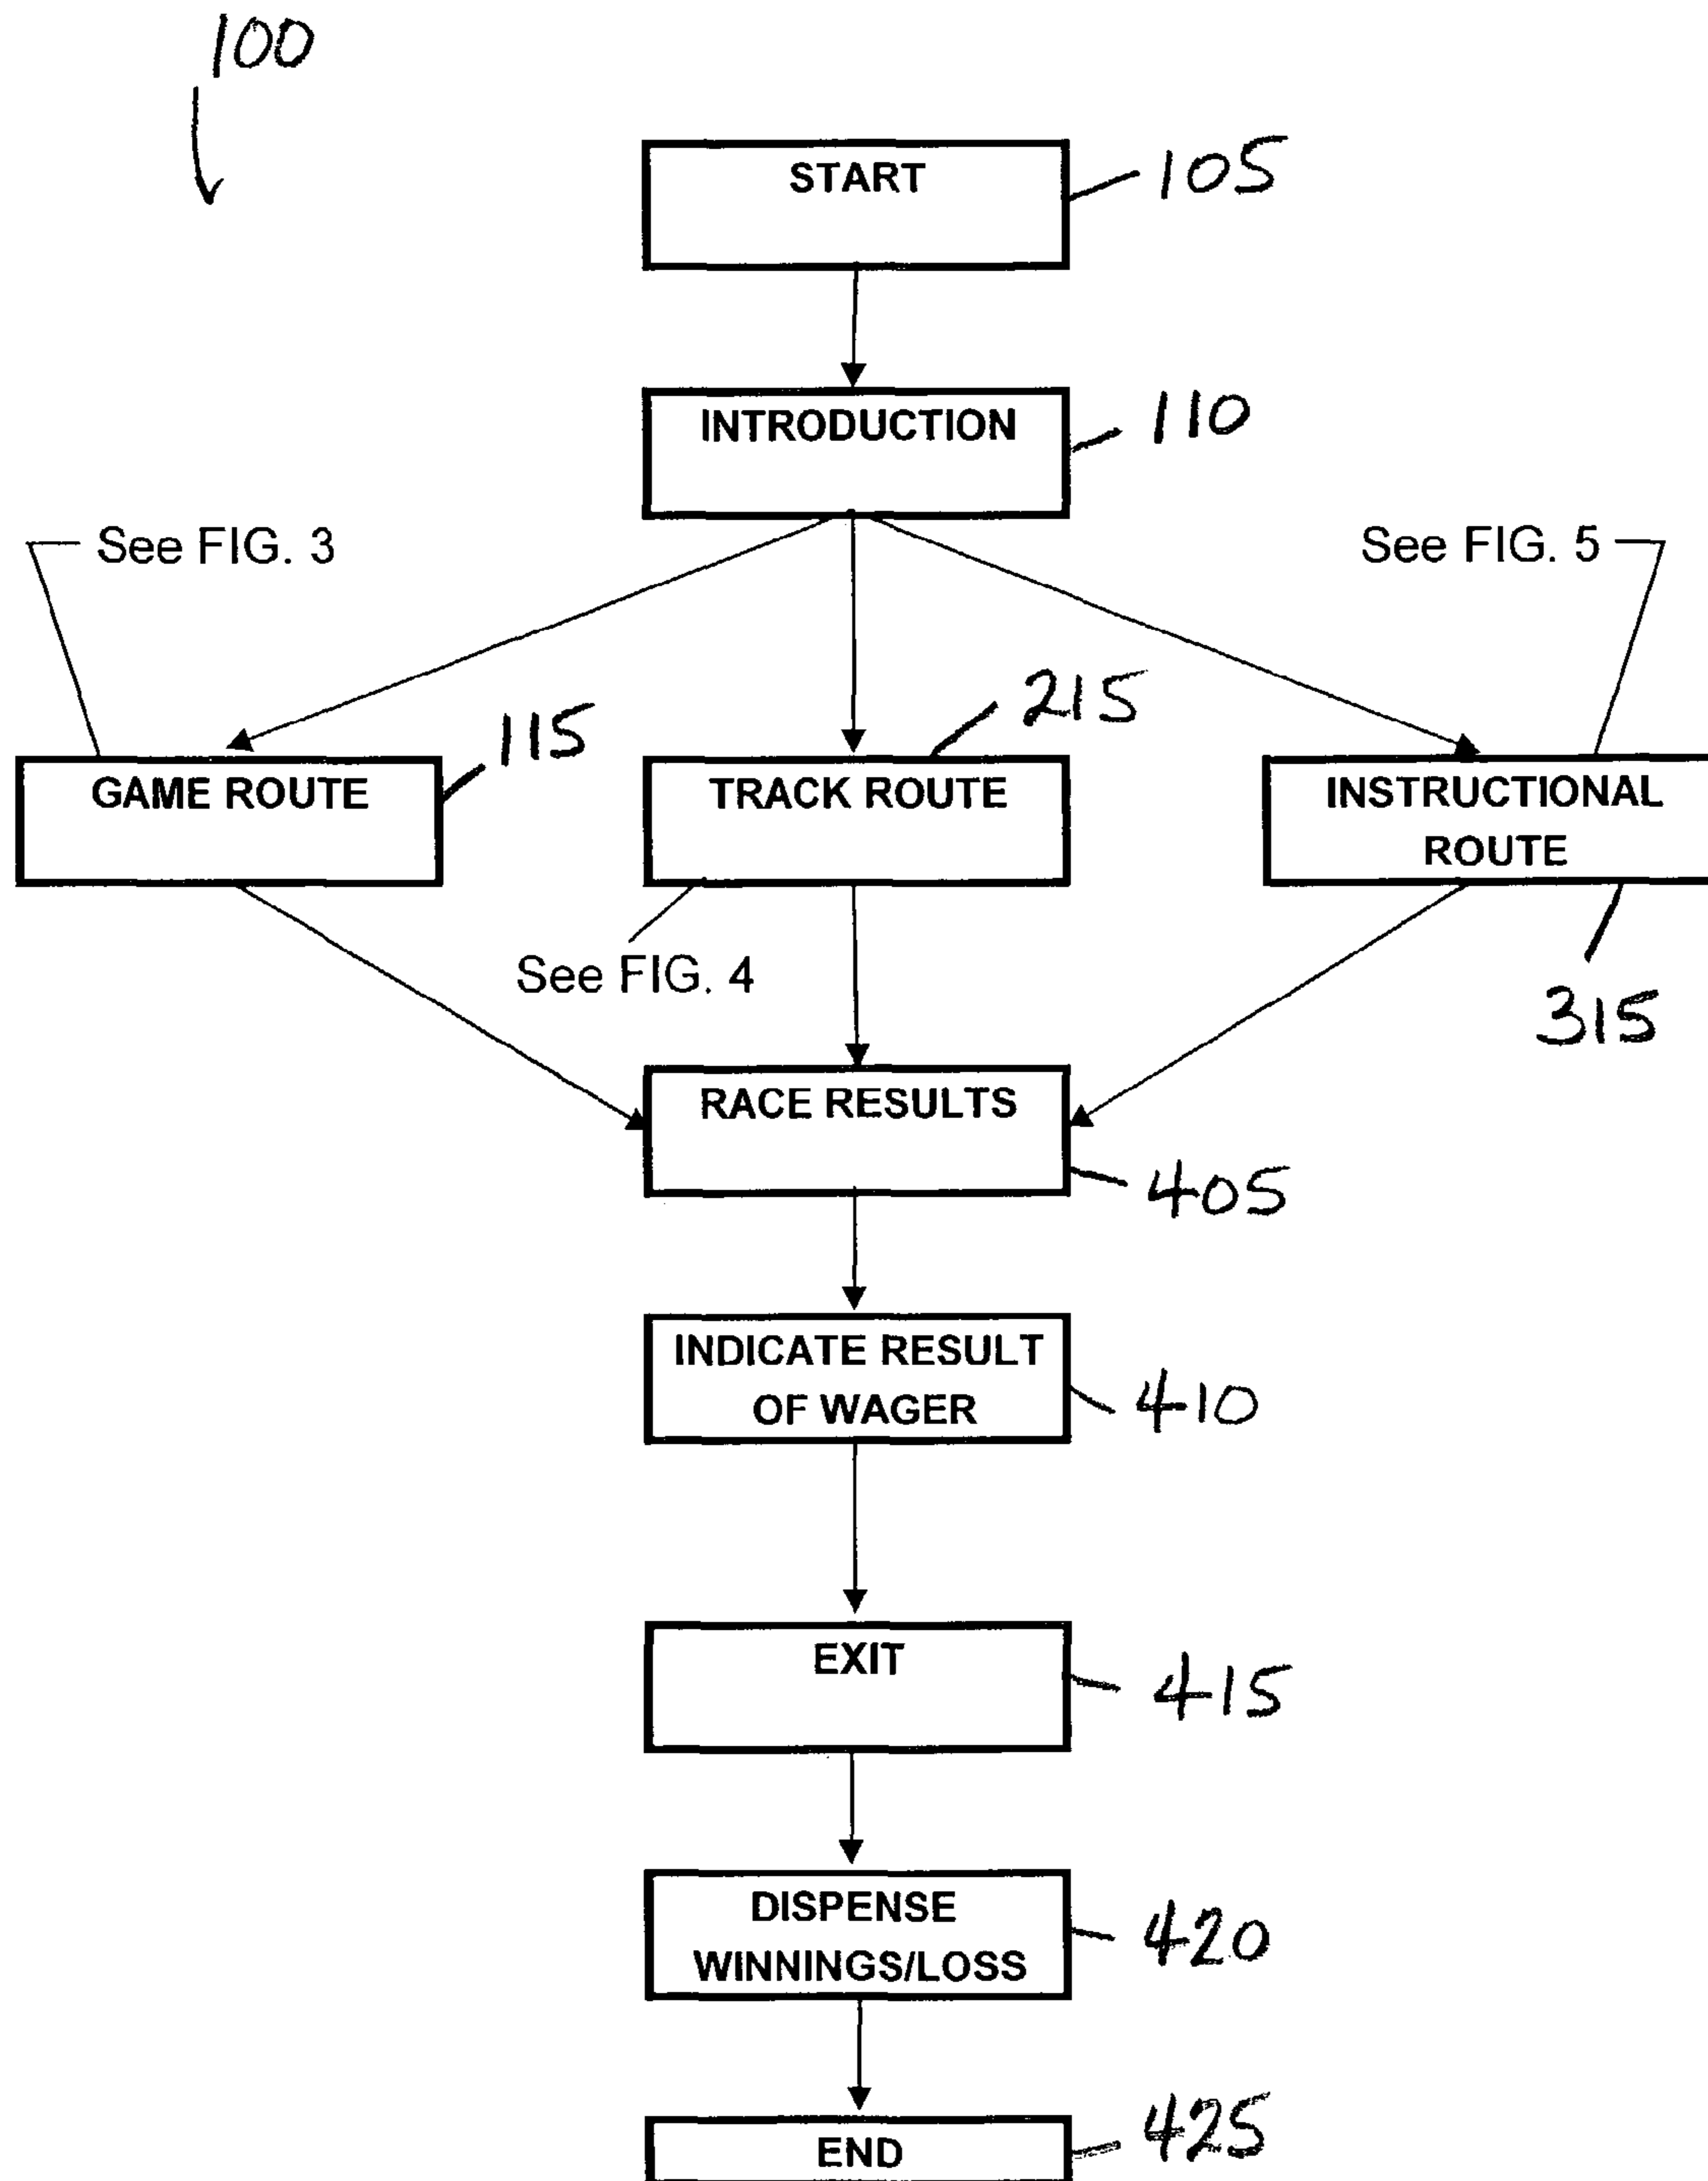 100
START
105
INTRODUCTION
110
See FIG. 3
See FIG. 5
115
215
GAME ROUTE
TRACK ROUTE
INSTRUCTIONAL
ROUTE
See FIG. 4
315
RACE RESULTS
405
INDICATE RESULT
OF WAGER
410
EXIT
415
DISPENSE
WINNINGS/LOSS
420
END
425